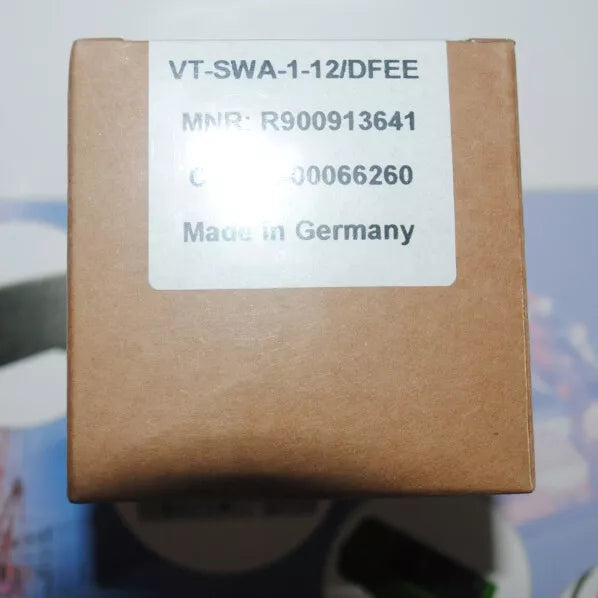 VT-SWA-1-12/DFEE
MNR: R900913641
-00066260
Made in Germany